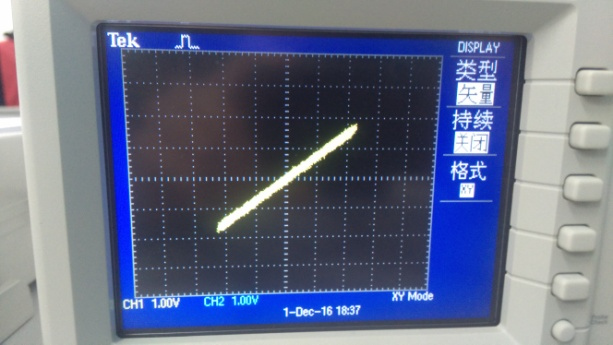 Tek
DISPLAY
类型
矢量
持续
关闭
格式
XY
CH1 1.00V
CH2 1.00V
XY Mode
1-Dec-16 18:37